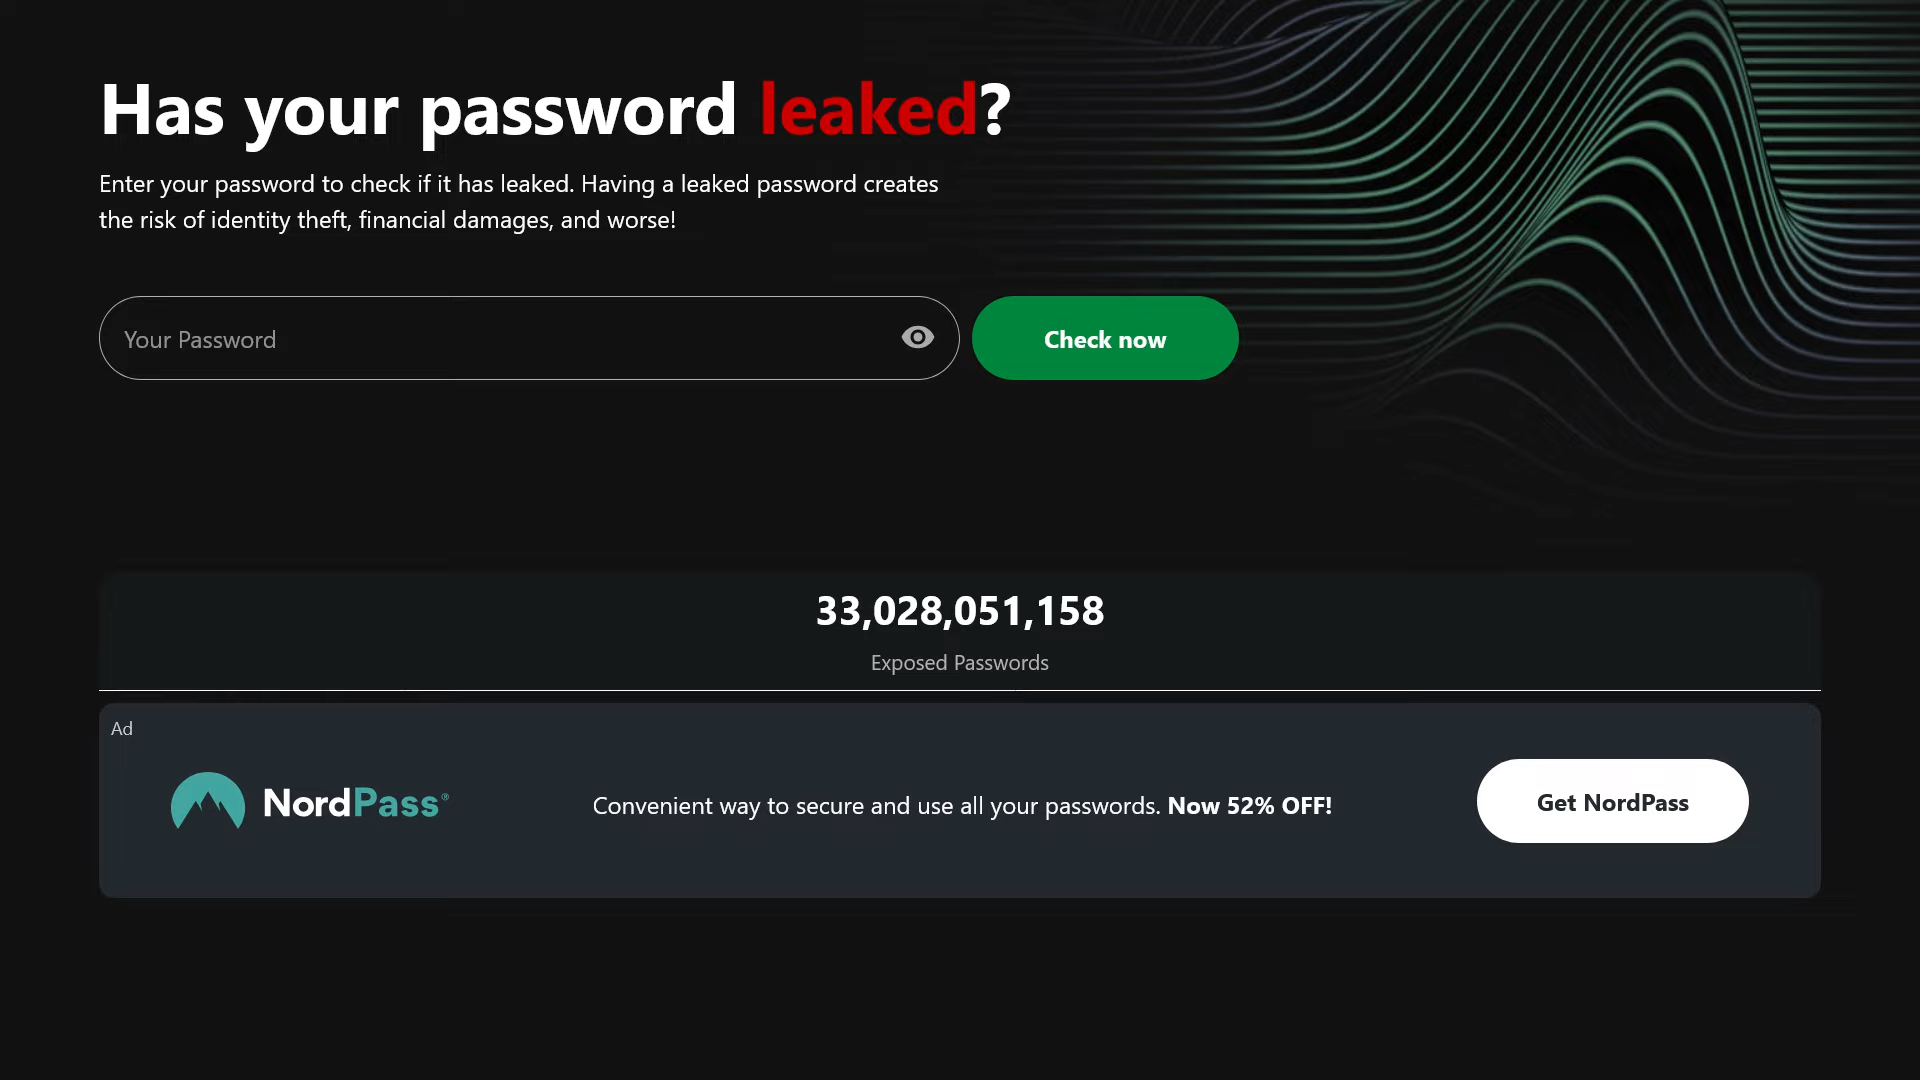 Has your password leaked?
Enter your password to check if it has leaked. Having a leaked password creates
the risk of identity theft, financial damages, and worse!
Your Password
Check now
33,028,051,158
Exposed Passwords
Ad
NordPass®
Convenient way to secure and use all your passwords. Now 52% OFF!
Get NordPass